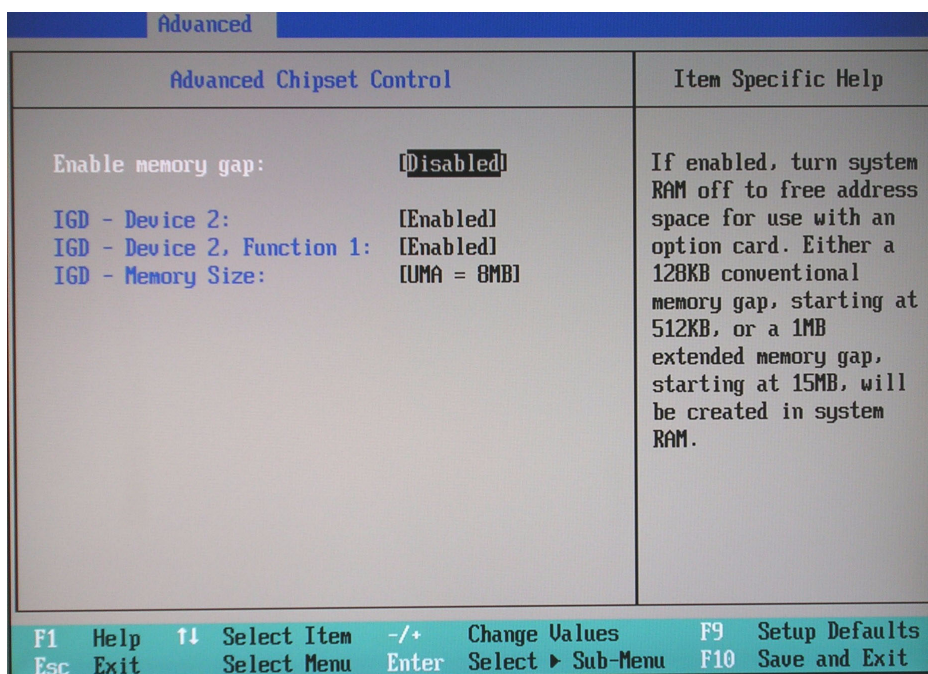 Advanced
Advanced Chipset Control
Item Specific Help
Enable memory gap: [Disabled]
IGD - Device 2: [Enabled]
IGD - Device 2, Function 1: [Enabled]
IGD - Memory Size: [UMA = 8MB]
If enabled, turn system
RAM off to free address
space for use with an
option card. Either a
128KB conventional
memory gap, starting at
512KB, or a 1MB
extended memory gap,
starting at 15MB, will
be created in system
RAM.
F1 Help ↑↓ Select Item -/+ Change Values F9 Setup Defaults
Esc Exit Select Menu Enter Select ▶ Sub-Menu F10 Save and Exit